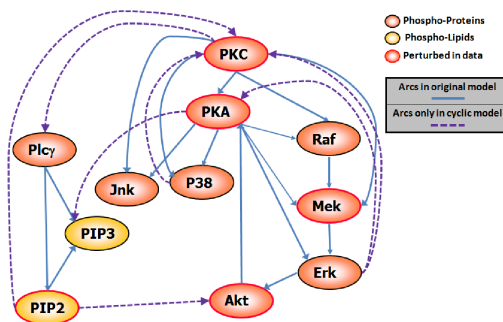 Phospho-Proteins
Phospho-Lipids
Perturbed in data
Arcs in original model
Arcs only in cyclic model
PKC
PKA
Raf
Plcγ
Jnk
P38
Mek
PIP3
Erk
PIP2
Akt